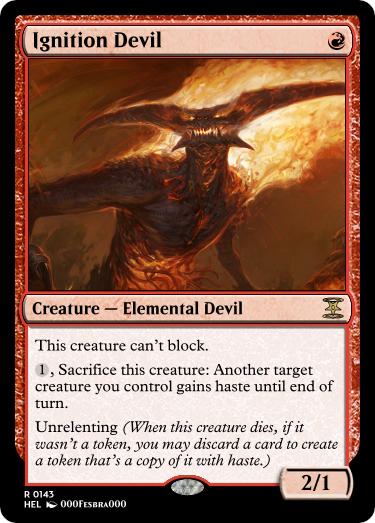 Ignition Devil
Creature — Elemental Devil
This creature can't block.
1, Sacrifice this creature: Another target
creature you control gains haste until end of
turn.
Unrelenting (When this creature dies, if it
wasn't a token, you may discard a card to create
a token that's a copy of it with haste.)
2/1
R 0143
HEL 000Fesbra000